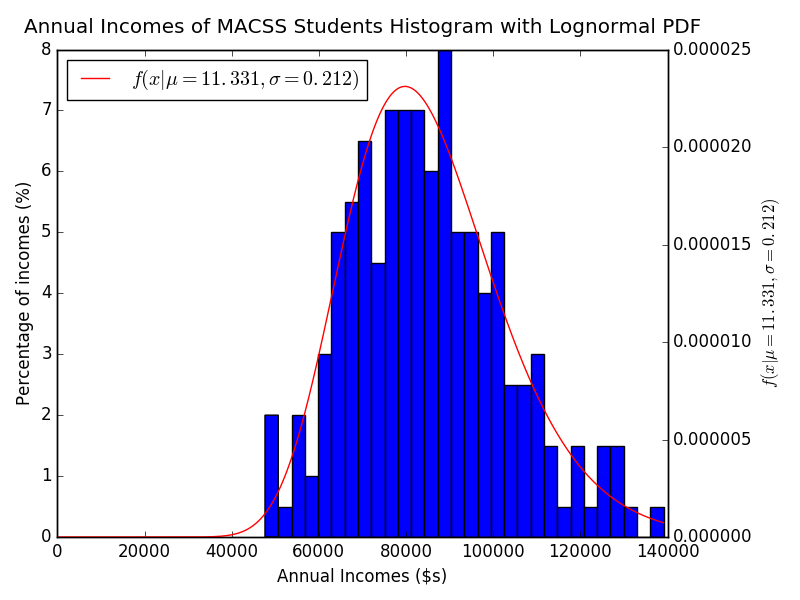 Annual Incomes of MACSS Students Histogram with Lognormal PDF
f(x|μ = 11.331, σ = 0.212)
Percentage of incomes (%)
8
7
6
5
4
3
2
1
0
0.000025
0.000020
0.000015
0.000010
0.000005
0.000000
f(x|μ = 11.331, σ = 0.212)
0 20000 40000 60000 80000 100000 120000 140000
Annual Incomes ($s)